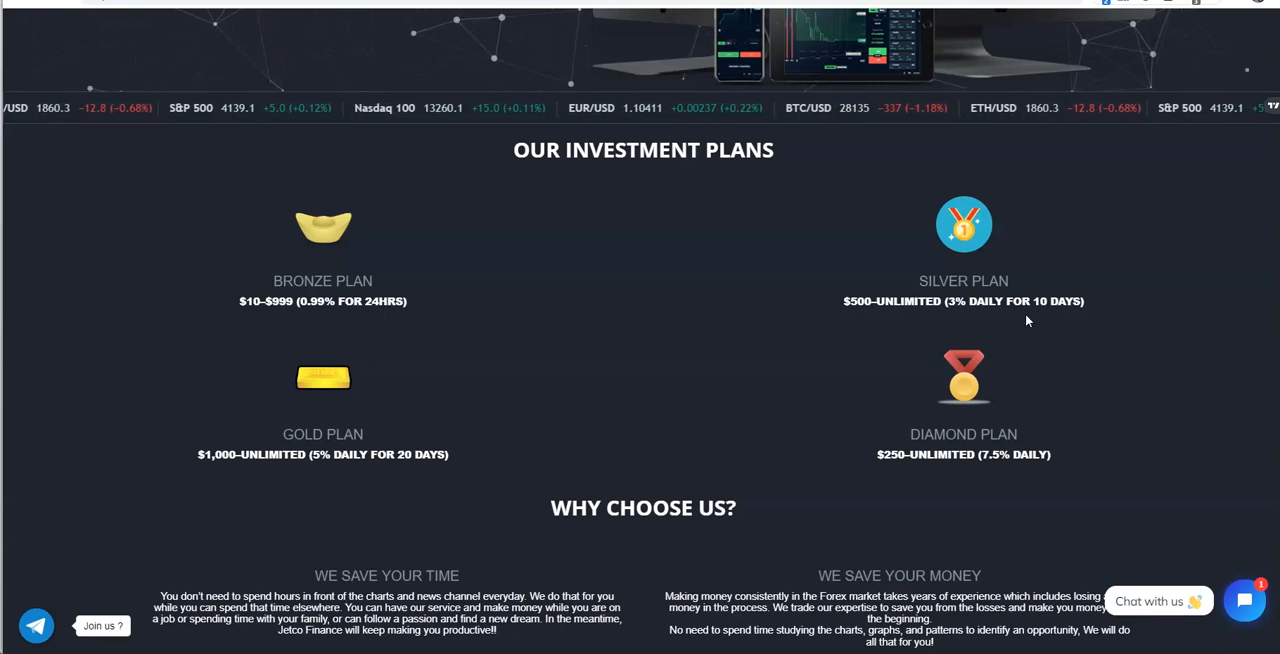 /USD 1860.3 −12.8 (−0.68%) S&P 500 4139.1 +5.0 (+0.12%) Nasdaq 100 13260.1 +15.0 (+0.11%) EUR/USD 1.10411 +0.00237 (+0.22%) BTC/USD 28135 −337 (−1.18%) ETH/USD 1860.3 −12.8 (−0.68%) S&P 500 4139.1 +5
OUR INVESTMENT PLANS
BRONZE PLAN
$10–$999 (0.99% FOR 24HRS)
SILVER PLAN
$500–UNLIMITED (3% DAILY FOR 10 DAYS)
GOLD PLAN
$1,000–UNLIMITED (5% DAILY FOR 20 DAYS)
DIAMOND PLAN
$250–UNLIMITED (7.5% DAILY)
WHY CHOOSE US?
WE SAVE YOUR TIME
You don't need to spend hours in front of the charts and news channel everyday. We do that for you
while you can spend that time elsewhere. You can have our service and make money while you are on
a job or spending time with your family, or can follow a passion and find a new dream. In the meantime,
Jetco Finance will keep making you productive!!
WE SAVE YOUR MONEY
Making money consistently in the Forex market takes years of experience which includes losing
money in the process. We trade our expertise to save you from the losses and make you money
the beginning.
No need to spend time studying the charts, graphs, and patterns to identify an opportunity, We will do
all that for you!
Join us ?
Chat with us 👋
1